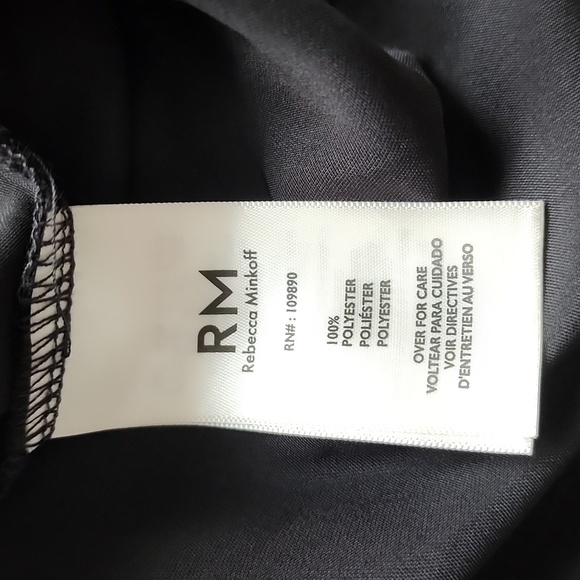 RM
Rebecca Minkoff
RN#: 109890
100%
POLYESTER
POLIÉSTER
POLYESTER
OVER FOR CARE
VOLTEAR PARA CUIDADO
VOIR DIRECTIVES
D'ENTRETIEN AU VERSO